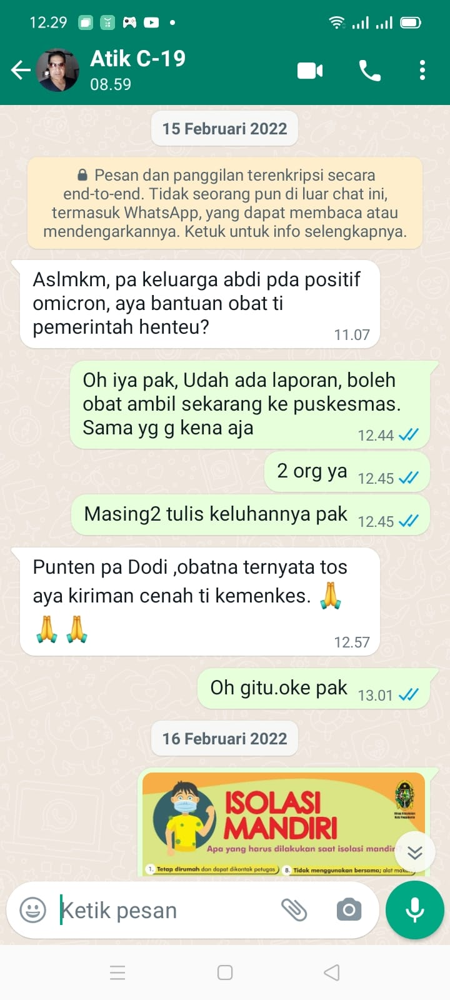 12.29
Atik C-19
08.59
15 Februari 2022
Pesan dan panggilan terenkripsi secara
end-to-end. Tidak seorang pun di luar chat ini,
termasuk WhatsApp, yang dapat membaca atau
mendengarkannya. Ketuk untuk info selengkapnya.
Aslmkm, pa keluarga abdi pda positif
omicron, aya bantuan obat ti
pemerintah henteu?
11.07
Oh iya pak, Udah ada laporan, boleh
obat ambil sekarang ke puskesmas.
Sama yg g kena aja
12.44
2 org ya 12.45
Masing2 tulis keluhannya pak 12.45
Punten pa Dodi ,obatna ternyata tos
aya kiriman cenah ti kemenkes. 🙏
🙏 🙏
12.57
Oh gitu.oke pak 13.01
16 Februari 2022
ISOLASI
MANDIRI
Dinas Kesehatan
Kota Yogyakarta
Apa yang harus dilakukan saat isolasi mandiri
1. Tetap dirumah dan dapat dikontak petugas
8. Tidak menggunakan bersama; alat
Ketik pesan